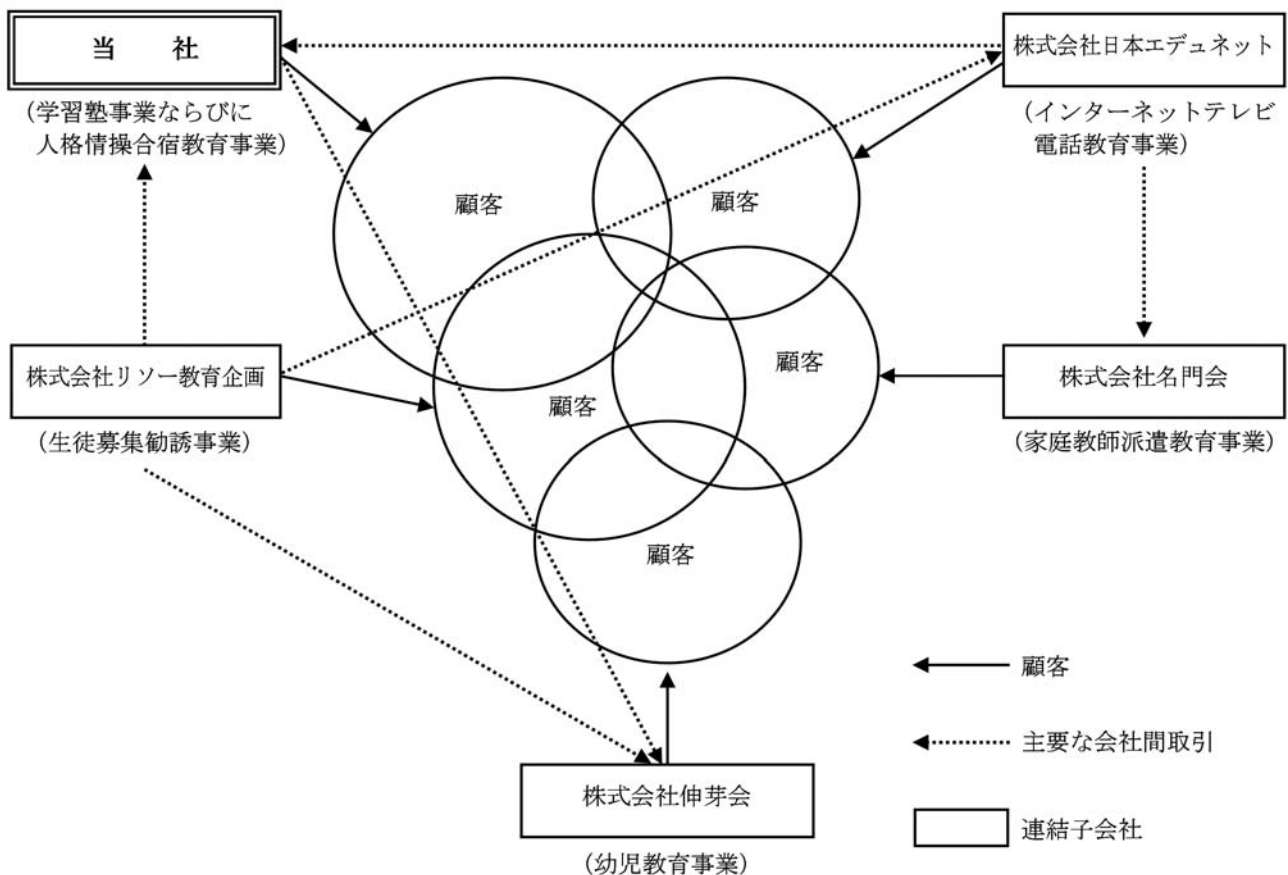 当　　社
株式会社日本エデュネット
（学習塾事業ならびに
人格情操合宿教育事業）
（インターネットテレビ
電話教育事業）
顧客
顧客
株式会社リソー教育企画
顧客
株式会社名門会
（生徒募集勧誘事業）
顧客
（家庭教師派遣教育事業）
顧客
顧客
主要な会社間取引
株式会社伸芽会
連結子会社
（幼児教育事業）